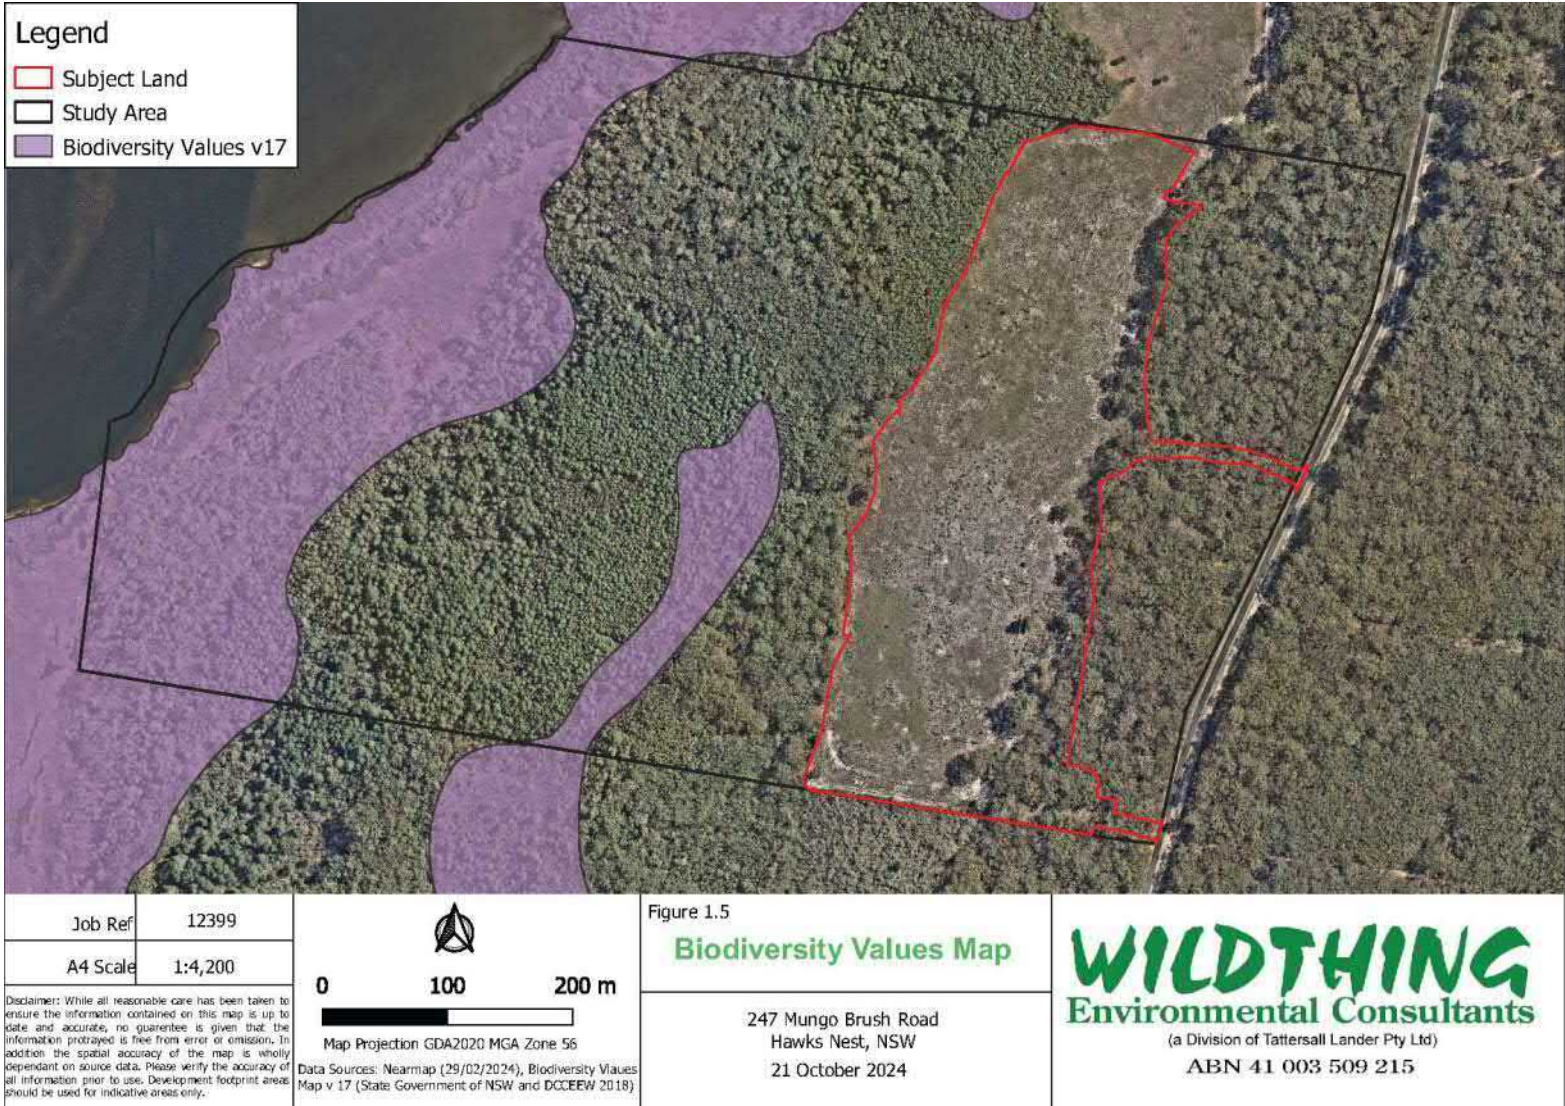 Legend
Subject Land
Study Area
Biodiversity Values v17
Job Ref 12399
A4 Scale 1:4,200
Disclaimer: While all reasonable care has been taken to
ensure the information contained on this map is up to
date and accurate, no guarentee is given that the
information protrayed is free from error or omission. In
addition the spatial accuracy of the map is wholly
dependant on source data. Please verify the accuracy of
all information prior to use. Development footprint areas
should be used for indicative areas only.
0 100 200 m
Map Projection GDA2020 MGA Zone 56
Data Sources: Nearmap (29/02/2024), Biodiversity Vlaues
Map v 17 (State Government of NSW and DCCEEW 2018)
Figure 1.5
Biodiversity Values Map
247 Mungo Brush Road
Hawks Nest, NSW
21 October 2024
WILDTHING
Environmental Consultants
(a Division of Tattersall Lander Pty Ltd)
ABN 41 003 509 215